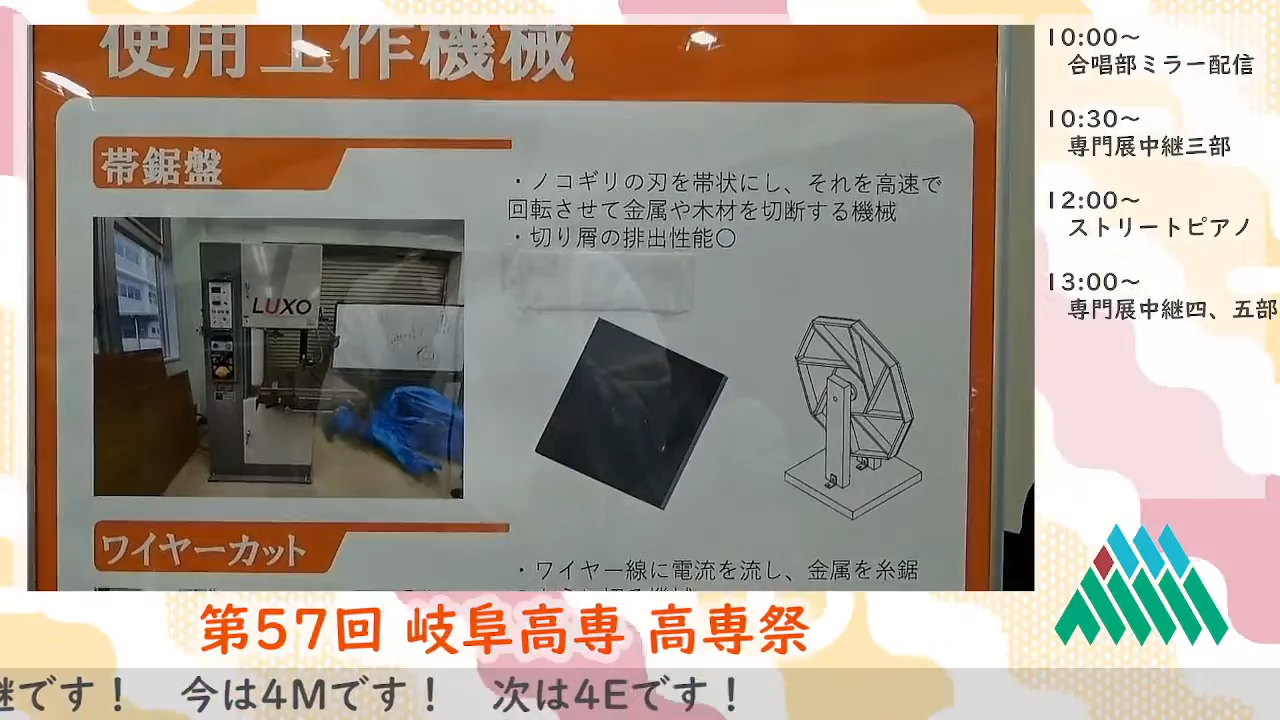 使用工作機械
帯鋸盤
・ノコギリの刃を帯状にし、それを高速で
回転させて金属や木材を切断する機械
・切り屑の排出性能〇
LUXO
ワイヤーカット
・ワイヤー線に電流を流し、金属を糸鋸
10:00～
合唱部ミラー配信
10:30～
専門展中継三部
12:00～
ストリートピアノ
13:00～
専門展中継四、五部
第57回 岐阜高専 高専祭
継です！ 今は4Mです！ 次は4Eです！